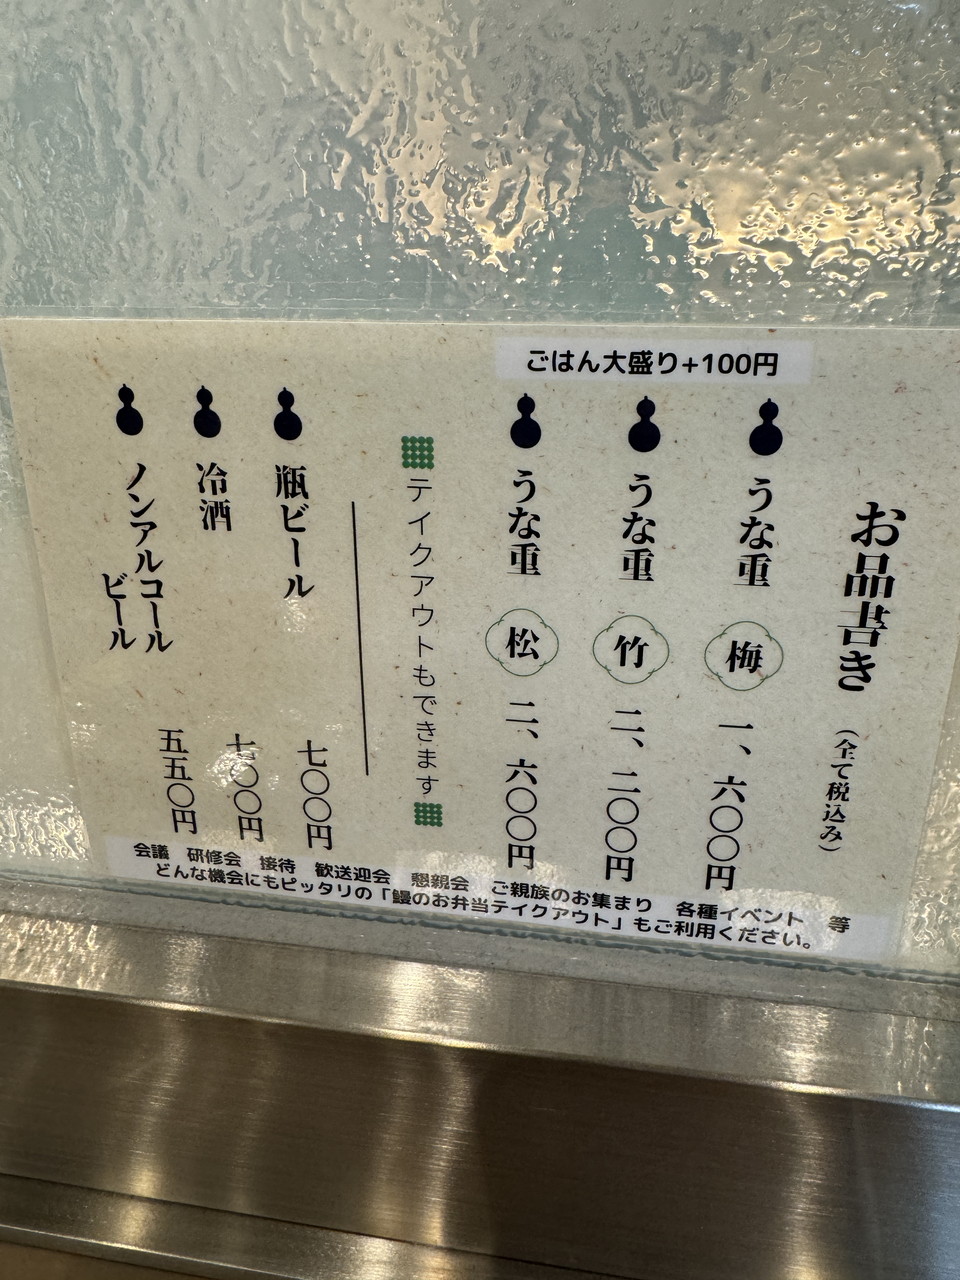 お品書き（全て税込み）
ごはん大盛り+100円
うな重 梅 一、六〇〇円
うな重 竹 二、二〇〇円
うな重 松 二、六〇〇円
テイクアウトもできます
瓶ビール 七〇〇円
冷酒 七〇〇円
ノンアルコール
ビール 五五〇円
会議 研修会 接待 歓送迎会 懇親会 ご親族のお集まり 各種イベント 等
どんな機会にもピッタリの「鰻のお弁当テイクアウト」もご利用ください。